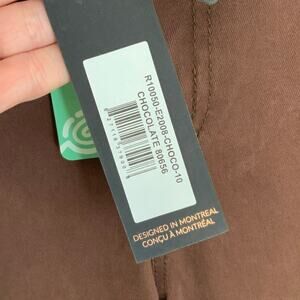 R10050-E2008-CHOCO-10
CHOCOLATE 80656
DESIGNED IN MONTREAL
CONÇU À MONTRÉAL